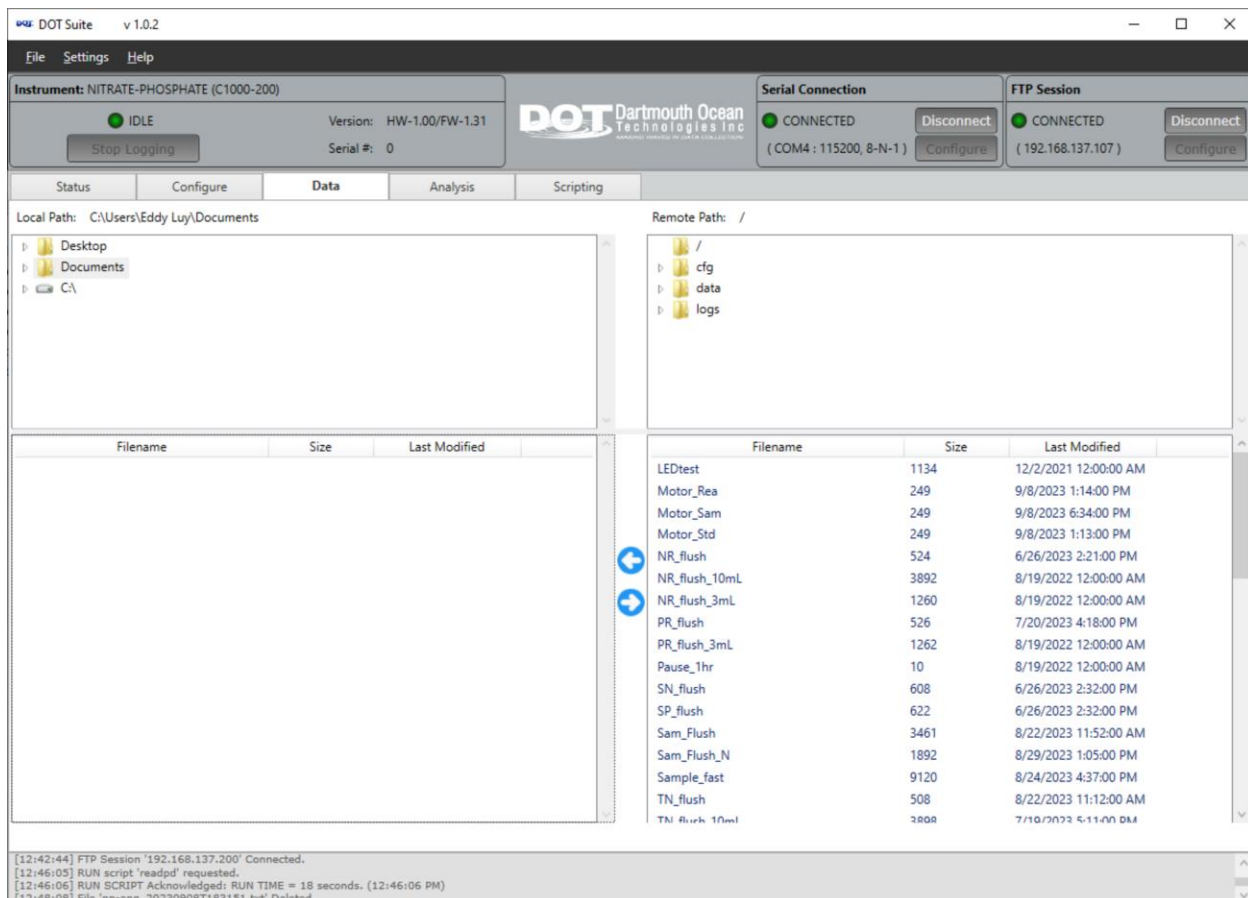 DOT DOT Suite v 1.0.2
File Settings Help
Instrument: NITRATE-PHOSPHATE (C1000-200)
IDLE
Version: HW-1.00/FW-1.31
Stop Logging
Serial #: 0
DOT Dartmouth Ocean
Technologies Inc
Serial Connection
CONNECTED Disconnect
( COM4 : 115200, 8-N-1 ) Configure
FTP Session
CONNECTED Disconnect
( 192.168.137.107 ) Configure
Status Configure Data Analysis Scripting
Local Path: C:\Users\Eddy Luy\Documents
Desktop
Documents
C:\
Remote Path: /
/
cfg
data
logs
Filename Size Last Modified
Filename Size Last Modified
LEDtest 1134 12/2/2021 12:00:00 AM
Motor_Rea 249 9/8/2023 1:14:00 PM
Motor_Sam 249 9/8/2023 6:34:00 PM
Motor_Std 249 9/8/2023 1:13:00 PM
NR_flush 524 6/26/2023 2:21:00 PM
NR_flush_10mL 3892 8/19/2022 12:00:00 AM
NR_flush_3mL 1260 8/19/2022 12:00:00 AM
PR_flush 526 7/20/2023 4:18:00 PM
PR_flush_3mL 1262 8/19/2022 12:00:00 AM
Pause_1hr 10 8/19/2022 12:00:00 AM
SN_flush 608 6/26/2023 2:32:00 PM
SP_flush 622 6/26/2023 2:32:00 PM
Sam_Flush 3461 8/22/2023 11:52:00 AM
Sam_Flush_N 1892 8/29/2023 1:05:00 PM
Sample_fast 9120 8/24/2023 4:37:00 PM
TN_flush 508 8/22/2023 11:12:00 AM
TN_flush_10mL 3898 7/19/2023 5:11:00 PM
[12:42:44] FTP Session '192.168.137.200' Connected.
[12:46:05] RUN script 'readpd' requested.
[12:46:06] RUN SCRIPT Acknowledged: RUN TIME = 18 seconds. (12:46:06 PM)